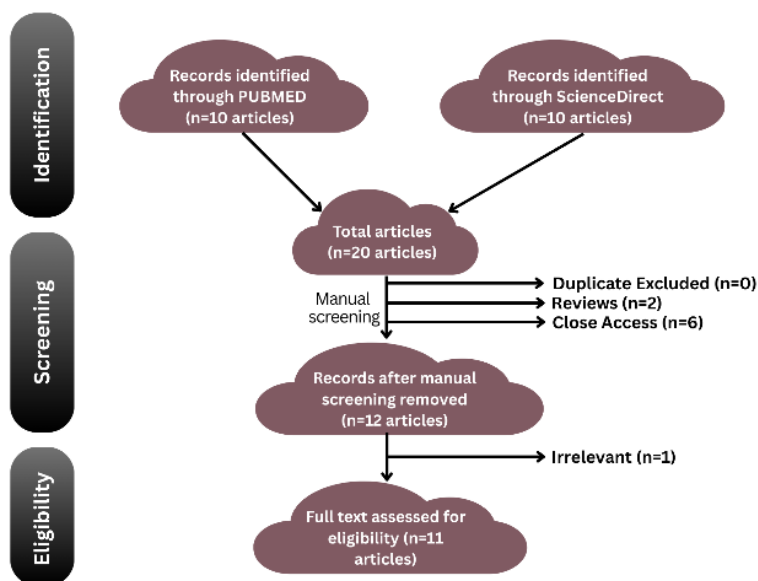 Identification
Records identified
through PUBMED
(n=10 articles)
Records identified
through ScienceDirect
(n=10 articles)
Total articles
(n=20 articles)
Screening
Manual
screening
Duplicate Excluded (n=0)
Reviews (n=2)
Close Access (n=6)
Records after manual
screening removed
(n=12 articles)
Irrelevant (n=1)
Eligibility
Full text assessed for
eligibility (n=11
articles)